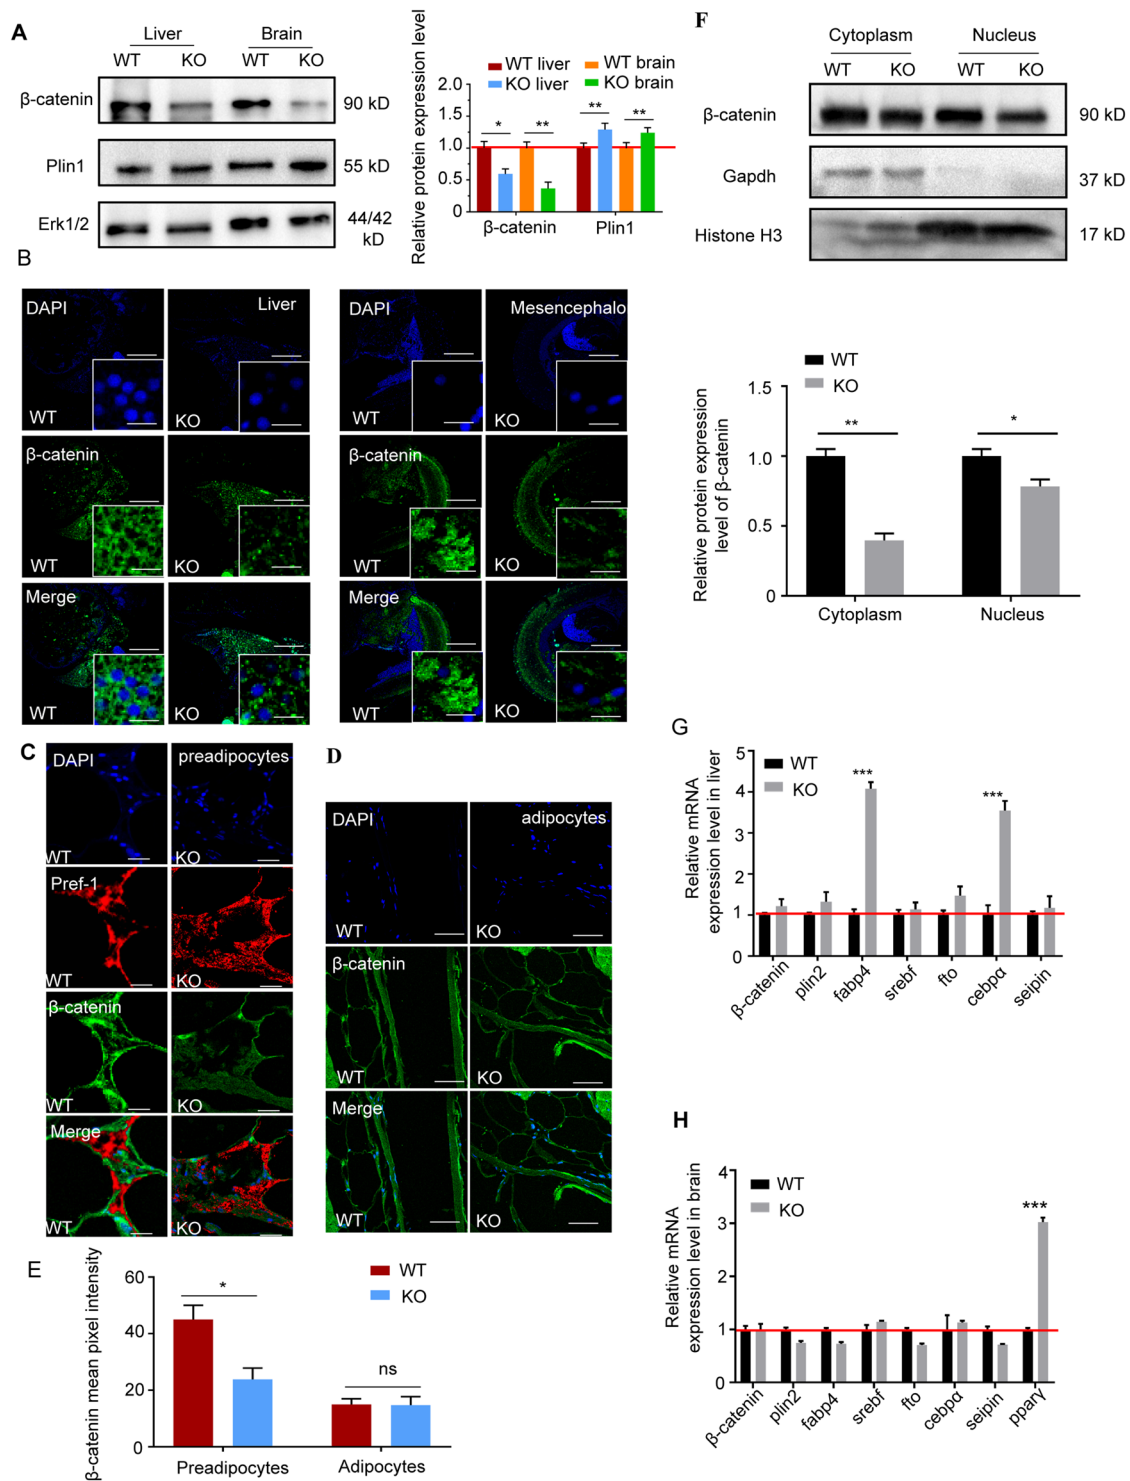 A
Liver
Brain
WT
KO
WT
KO
β-catenin
90 kD
Plin1
55 kD
Erk1/2
44/42
kD
Relative protein expression level
WT liver
WT brain
KO liver
KO brain
2.0
1.5
1.0
0.5
0
*
**
**
**
β-catenin
Plin1
F
Cytoplasm
Nucleus
WT
KO
WT
KO
β-catenin
90 kD
Gapdh
37 kD
Histone H3
17 kD
Relative protein expression
level of β-catenin
WT
KO
1.5
1.0
0.5
0
**
*
Cytoplasm
Nucleus
B
DAPI
Liver
WT
KO
β-catenin
WT
KO
Merge
WT
KO
DAPI
Mesencephalo
WT
KO
β-catenin
WT
KO
Merge
WT
KO
C
DAPI
preadipocytes
WT
KO
Pref-1
WT
KO
β-catenin
WT
KO
Merge
WT
KO
D
DAPI
adipocytes
WT
KO
β-catenin
WT
KO
Merge
WT
KO
E
β-catenin mean pixel intensity
WT
KO
60
40
20
0
*
ns
Preadipocytes
Adipocytes
G
Relative mRNA
expression level in liver
WT
KO
5
4
3
2
1
0
***
***
β-catenin
plin2
fabp4
srebf
fto
cebpα
seipin
H
Relative mRNA
expression level in brain
WT
KO
4
3
2
1
0
***
β-catenin
plin2
fabp4
srebf
fto
cebpα
seipin
pparγ